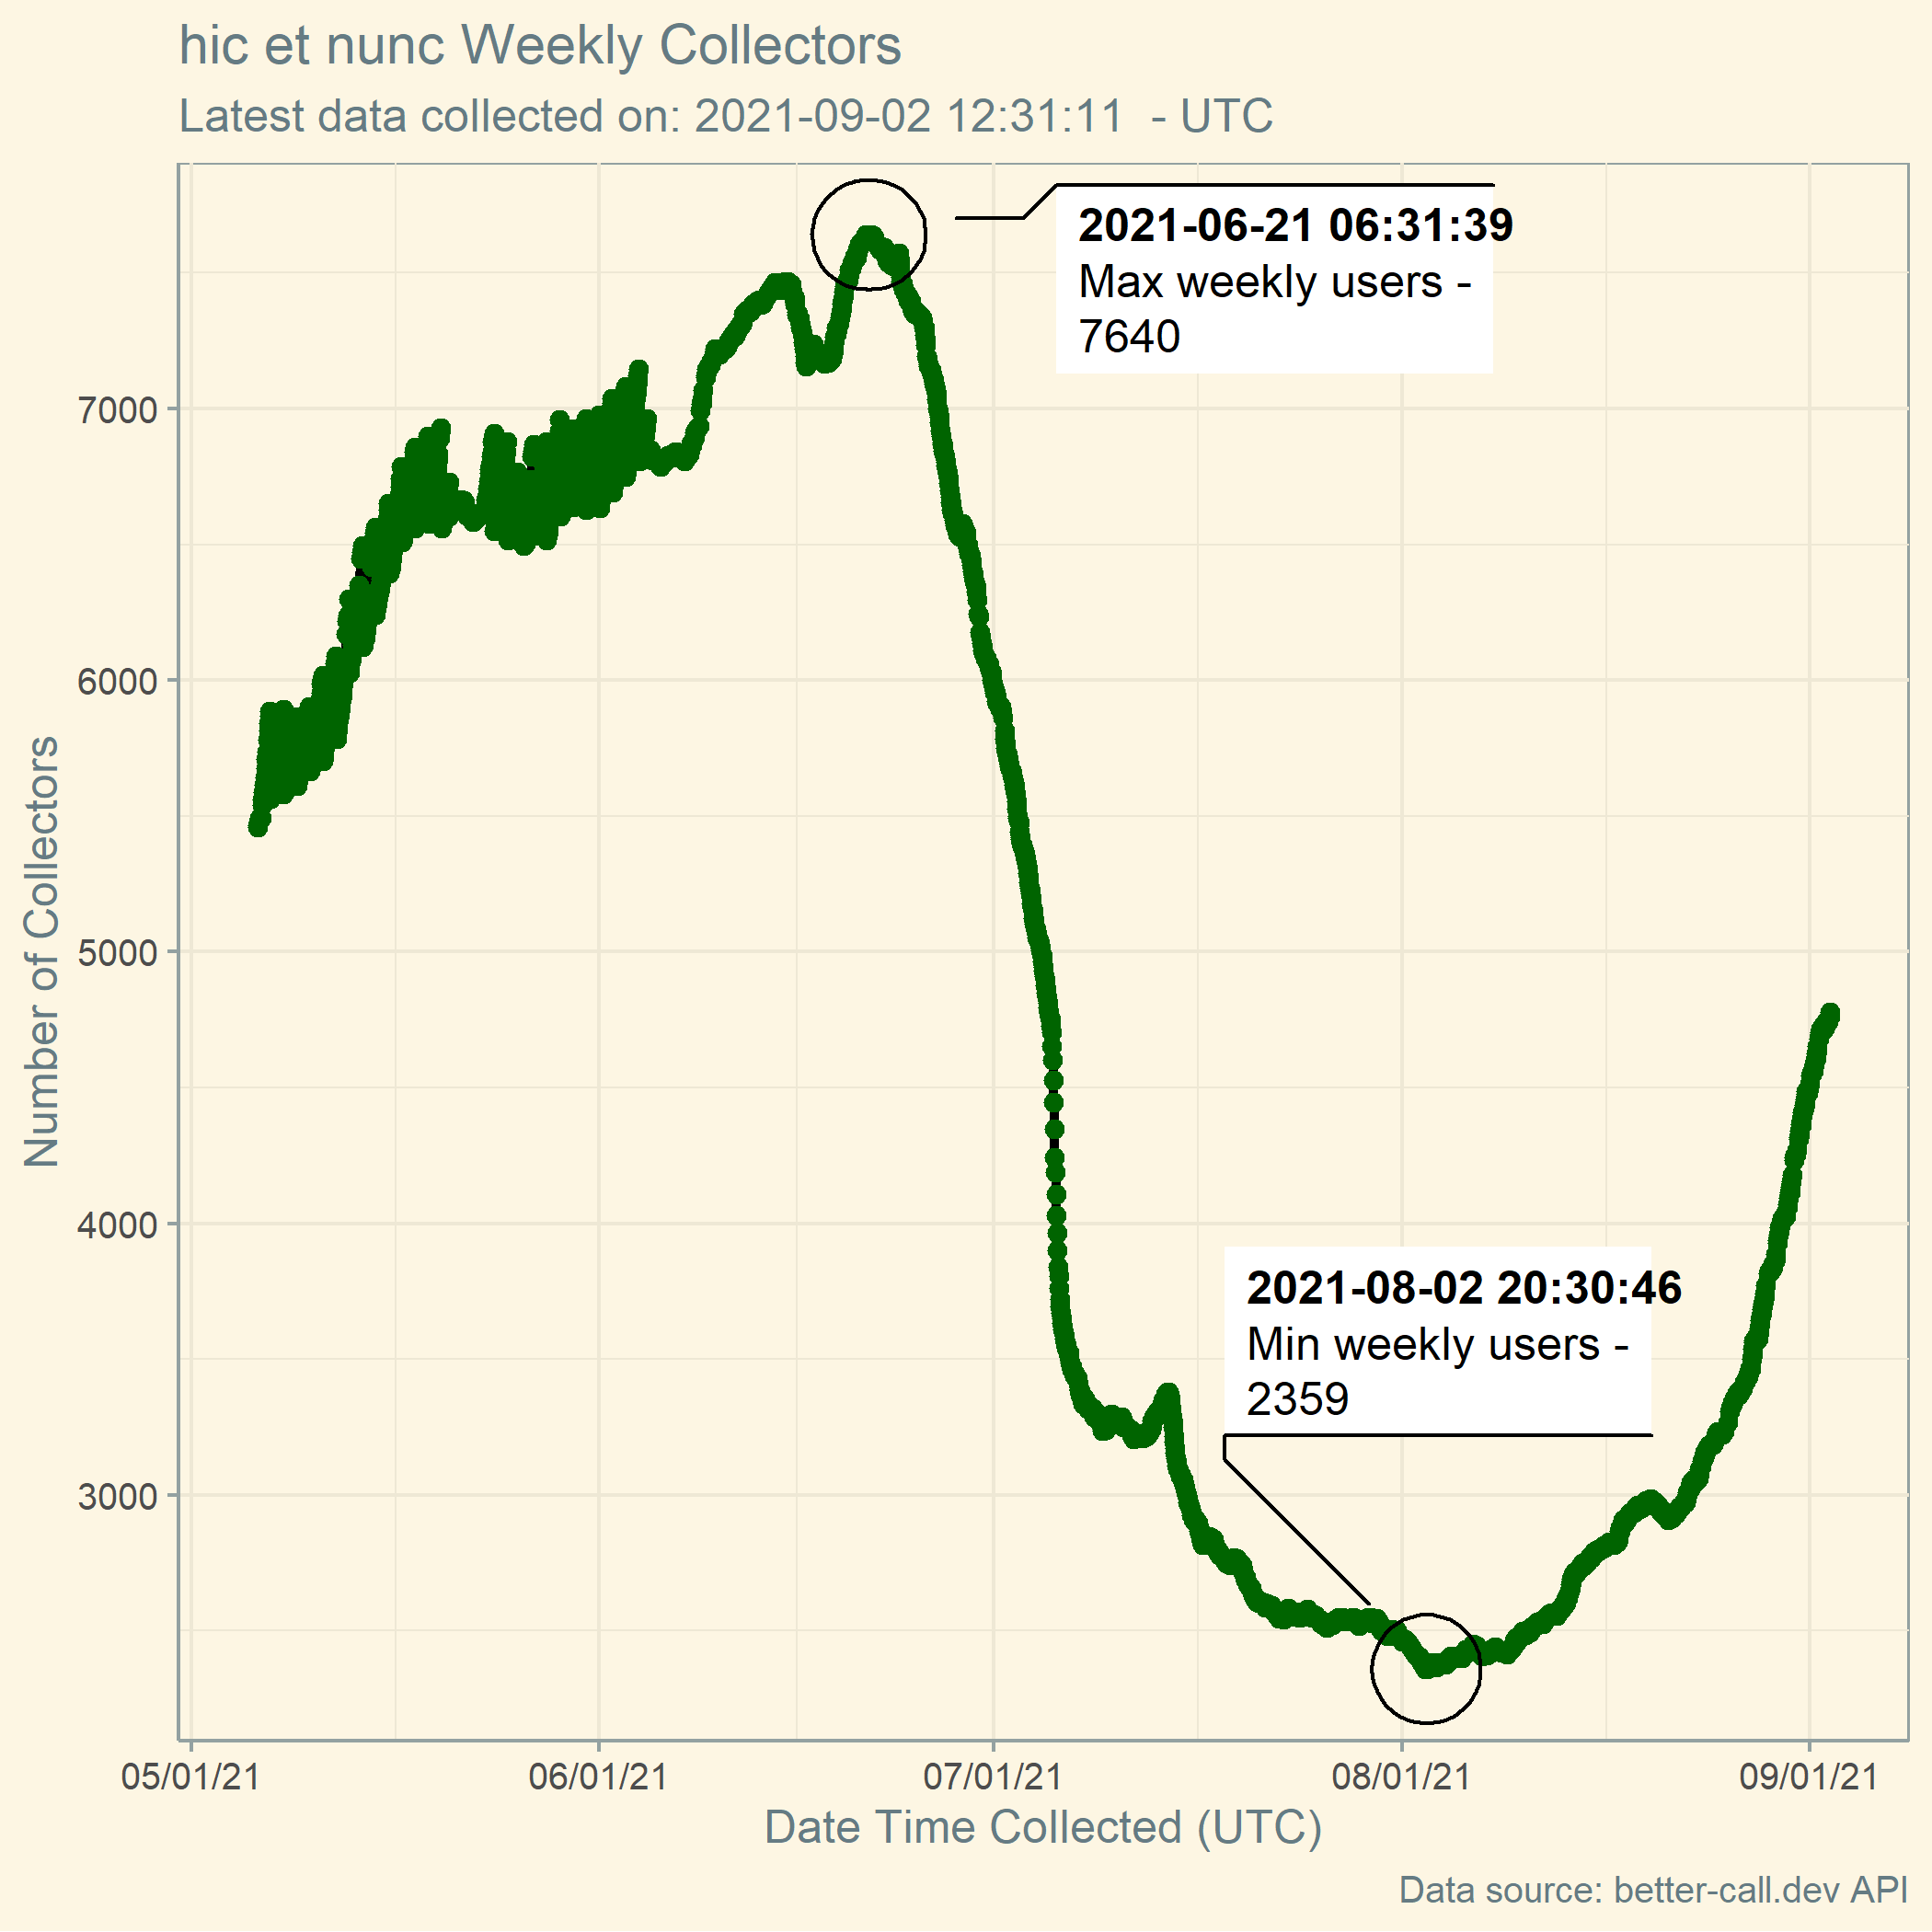 hic et nunc Weekly Collectors
Latest data collected on: 2021-09-02 12:31:11  - UTC
2021-06-21 06:31:39
Max weekly users -
7640
7000
6000
5000
4000
3000
Number of Collectors
2021-08-02 20:30:46
Min weekly users -
2359
05/01/21 06/01/21 07/01/21 08/01/21 09/01/21
Date Time Collected (UTC)
Data source: better-call.dev API